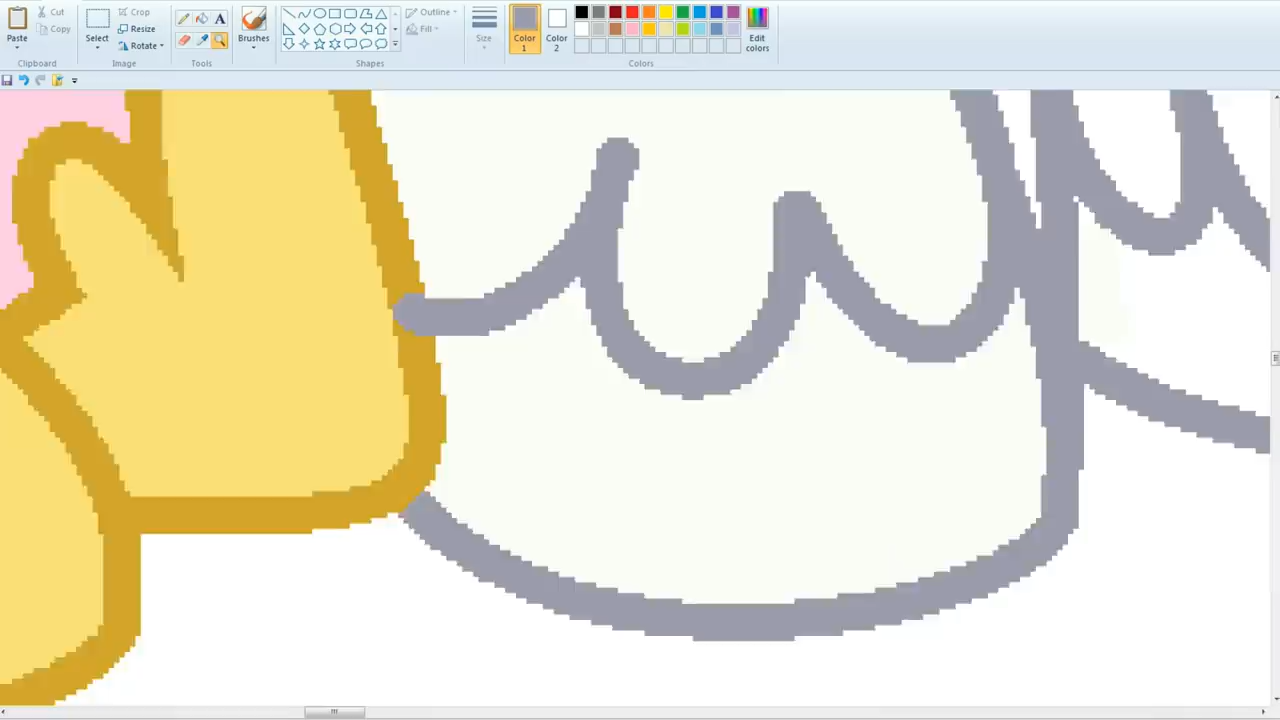 Cut
Copy
Paste
Clipboard
Select
Crop
Resize
Rotate
Image
A
Tools
Brushes
Outline
Fill
Shapes
Size
Color 1
Color 2
Edit colors
Colors